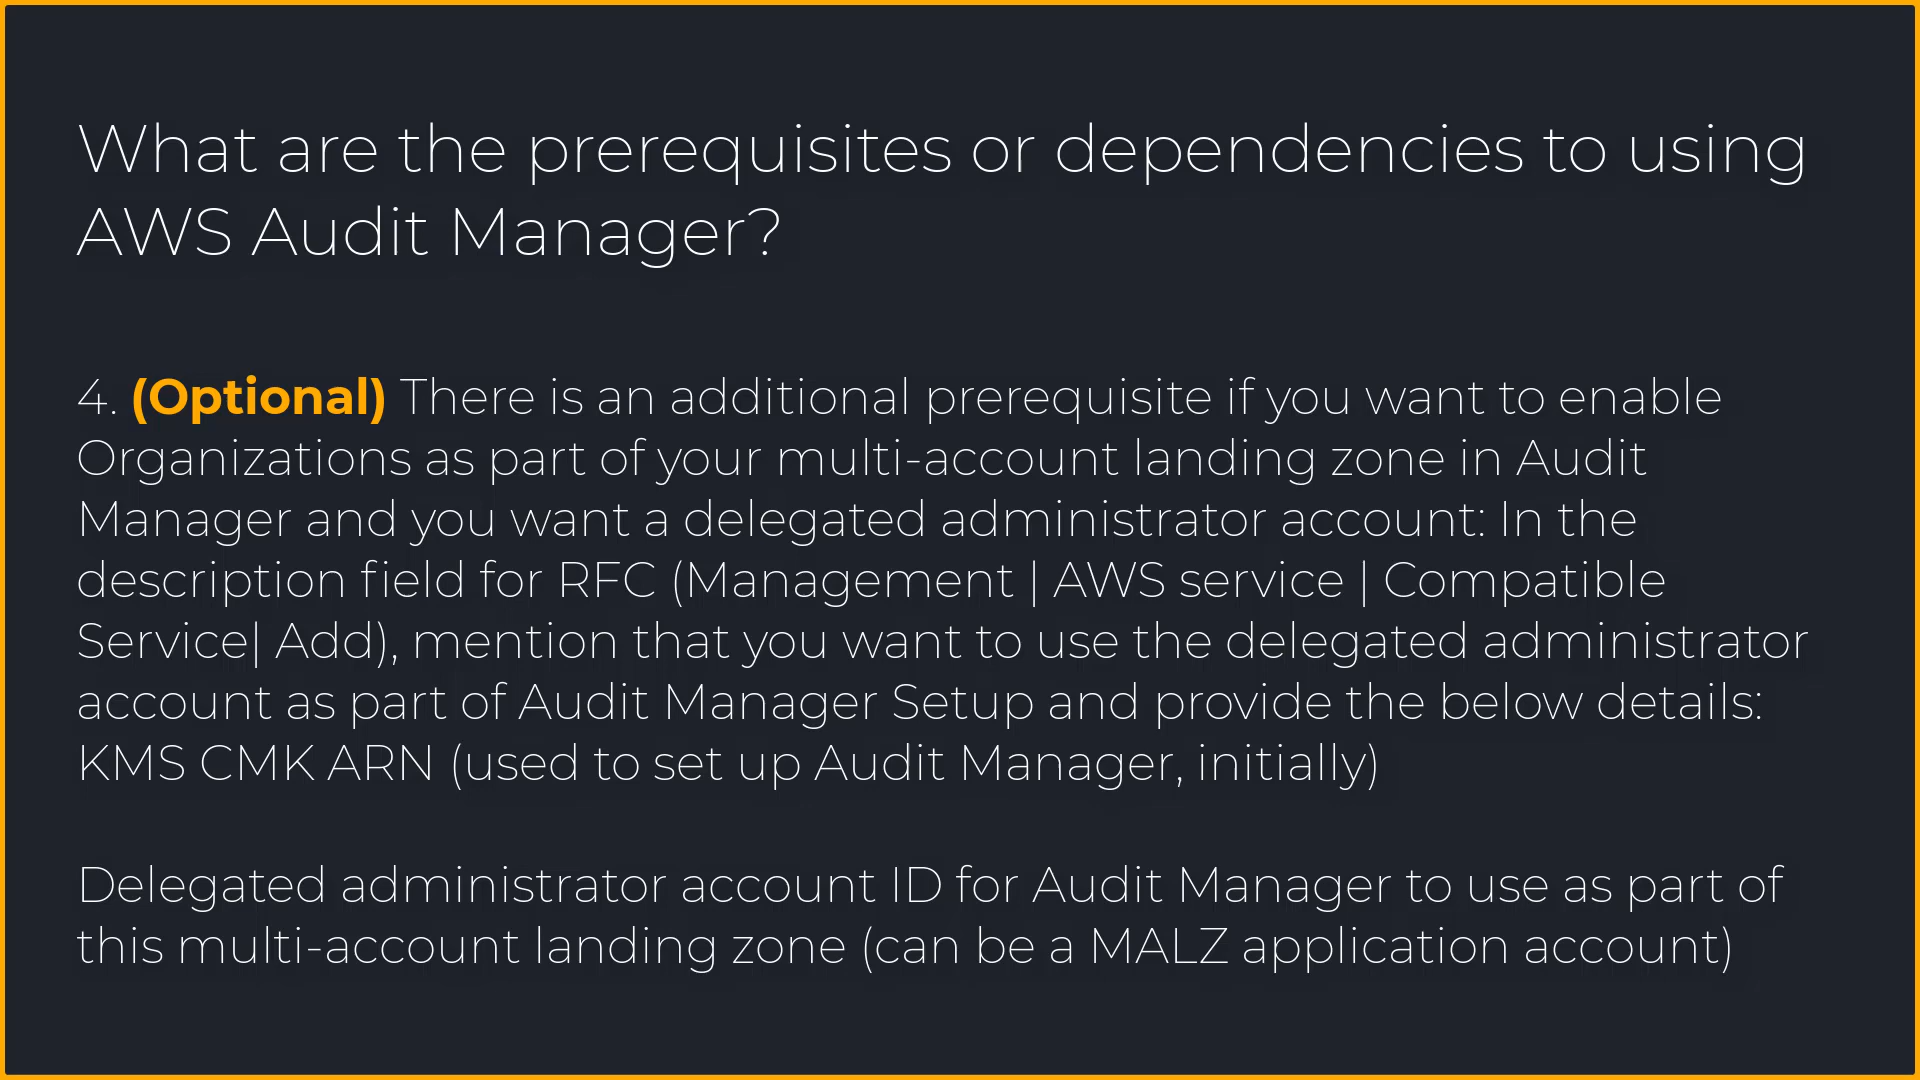 What are the prerequisites or dependencies to using
AWS Audit Manager?
4. (Optional) There is an additional prerequisite if you want to enable
Organizations as part of your multi-account landing zone in Audit
Manager and you want a delegated administrator account: In the
description field for RFC (Management | AWS service | Compatible
Service| Add), mention that you want to use the delegated administrator
account as part of Audit Manager Setup and provide the below details:
KMS CMK ARN (used to set up Audit Manager, initially)
Delegated administrator account ID for Audit Manager to use as part of
this multi-account landing zone (can be a MALZ application account)